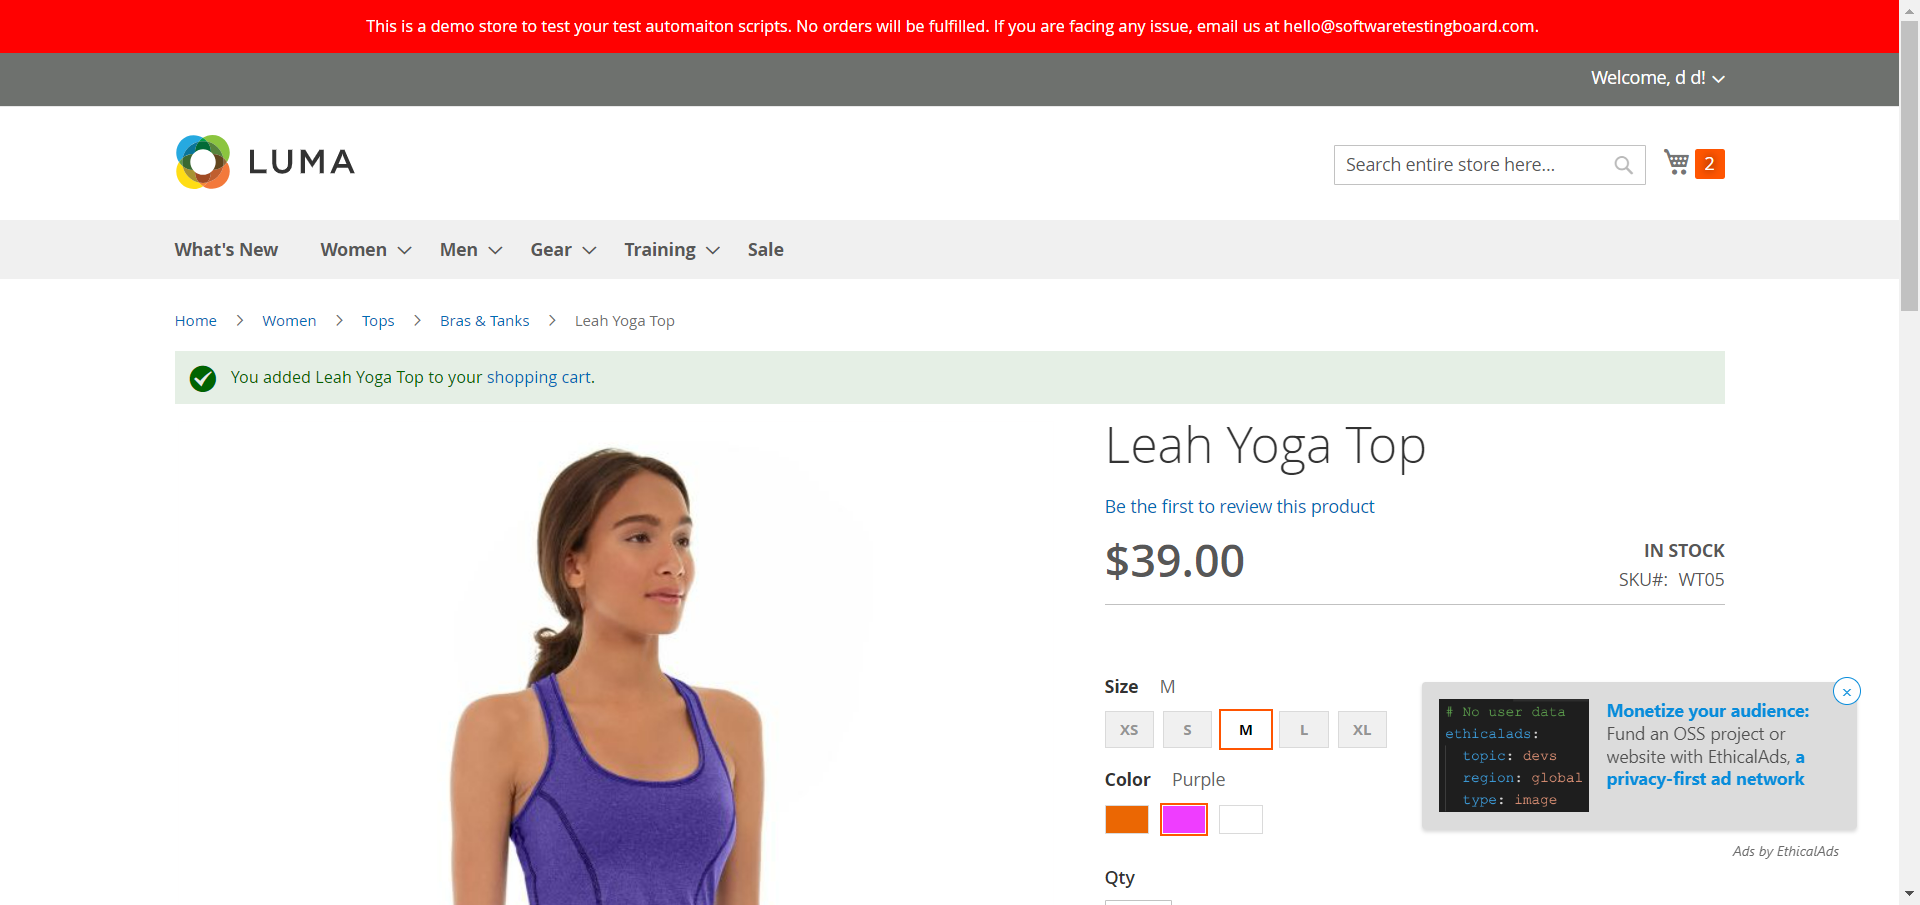 This is a demo store to test your test automaiton scripts. No orders will be fulfilled. If you are facing any issue, email us at hello@softwaretestingboard.com.
Welcome, d d!
LUMA
Search entire store here...
2
What's New
Women
Men
Gear
Training
Sale
Home
Women
Tops
Bras & Tanks
Leah Yoga Top
You added Leah Yoga Top to your shopping cart.
Leah Yoga Top
Be the first to review this product
$39.00
IN STOCK
SKU#: WT05
Size M
XS
S
M
L
XL
Color Purple
Qty
# No user data
ethicalads:
topic: devs
region: global
type: image
Monetize your audience:
Fund an OSS project or
website with EthicalAds, a
privacy-first ad network
×
Ads by EthicalAds